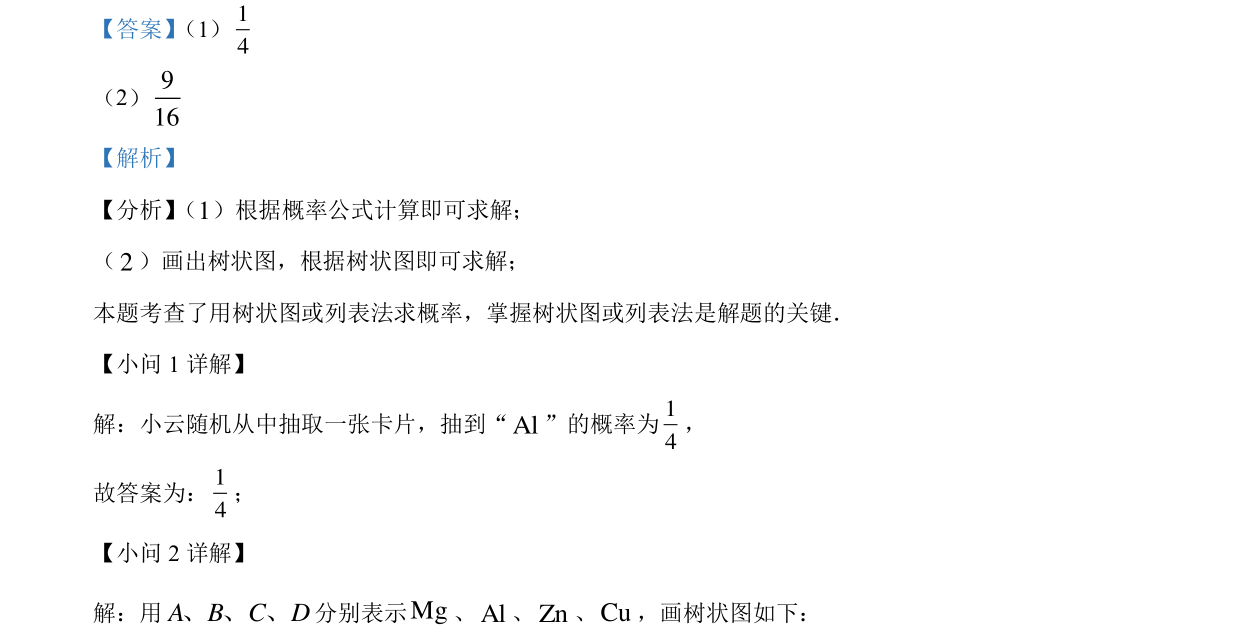 【答案】（1）1/4
（2）9/16
【解析】
【分析】（1）根据概率公式计算即可求解；
（2）画出树状图，根据树状图即可求解；
本题考查了用树状图或列表法求概率，掌握树状图或列表法是解题的关键．
【小问 1 详解】
解：小云随机从中抽取一张卡片，抽到“Al”的概率为1/4，
故答案为：1/4；
【小问 2 详解】
解：用 A、B、C、D 分别表示Mg、Al、Zn、Cu，画树状图如下：